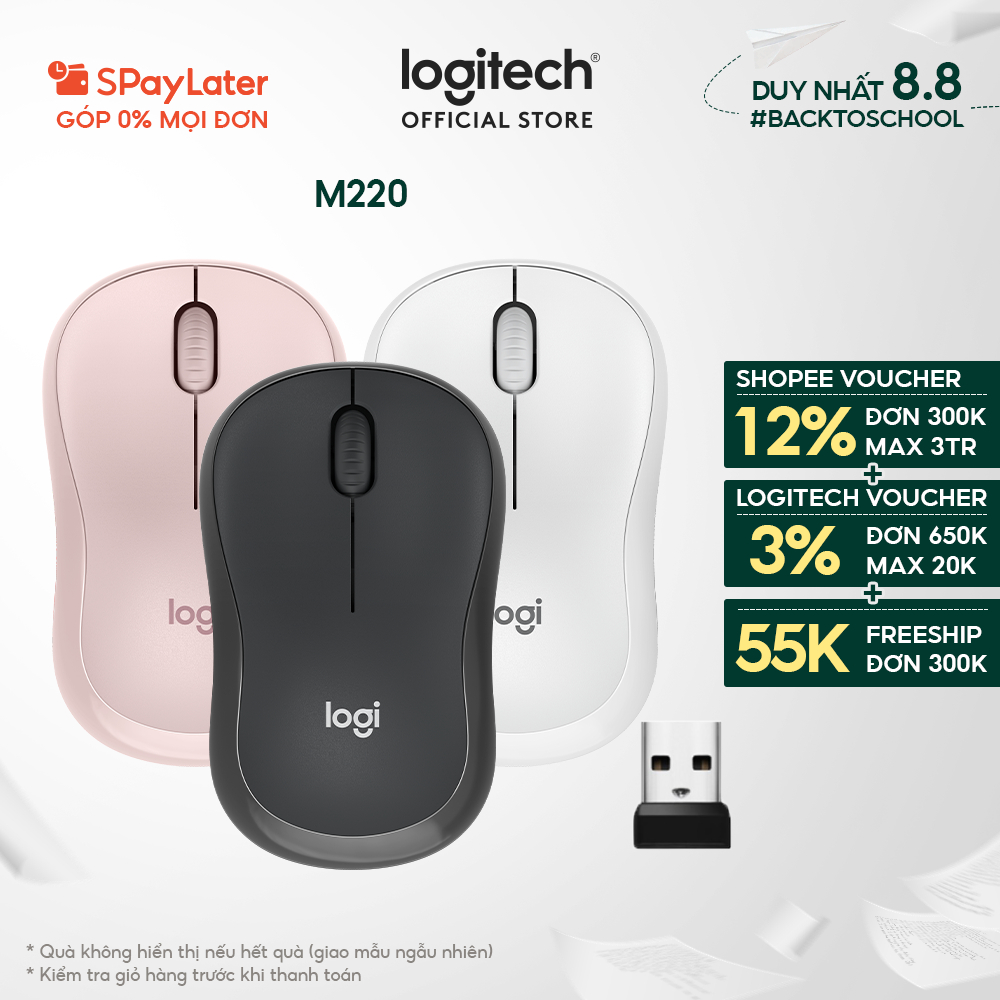 SPayLater
GÓP 0% MỌI ĐƠN
logitech®
OFFICIAL STORE
DUY NHẤT 8.8
#BACKTOSCHOOL
M220
logi
logi
logi
SHOPEE VOUCHER
12% ĐƠN 300K
MAX 3TR
+
LOGITECH VOUCHER
3% ĐƠN 650K
MAX 20K
+
55K FREESHIP
ĐƠN 300K
* Quà không hiển thị nếu hết quà (giao mẫu ngẫu nhiên)
* Kiểm tra giỏ hàng trước khi thanh toán